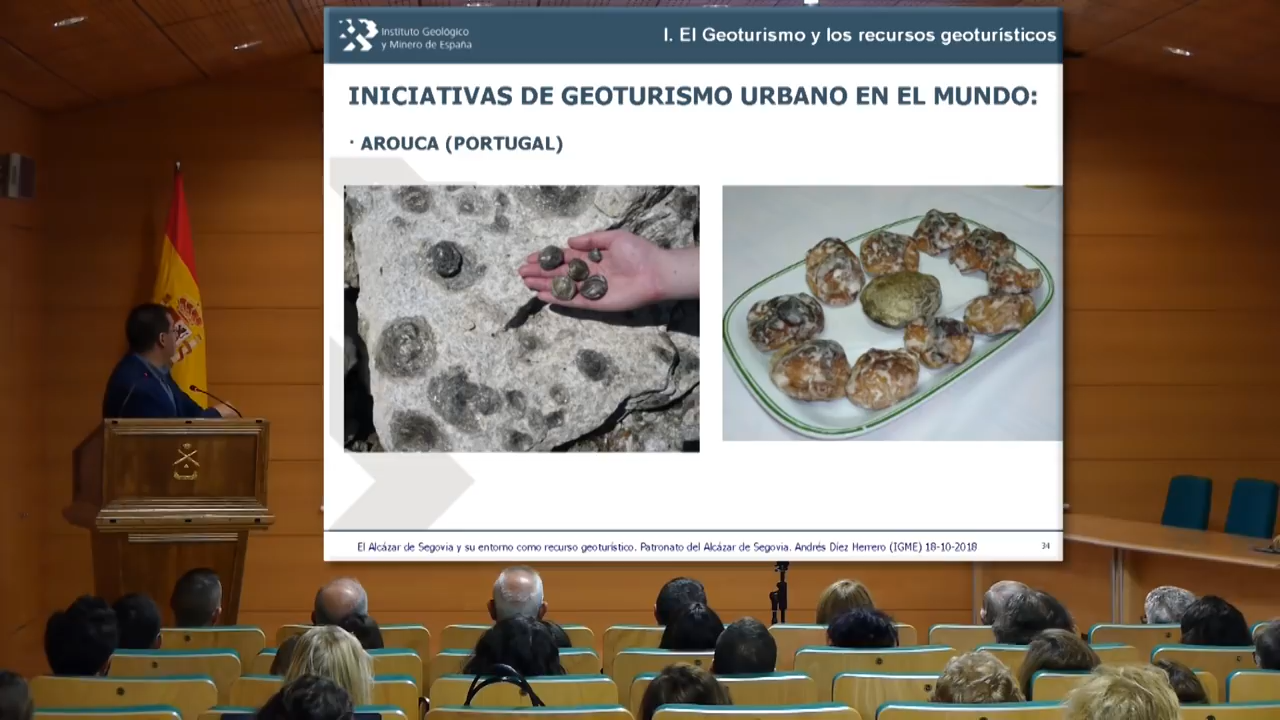 Instituto Geológico
y Minero de España
I. El Geoturismo y los recursos geoturísticos
INICIATIVAS DE GEOTURISMO URBANO EN EL MUNDO:
· AROUCA (PORTUGAL)
El Alcázar de Segovia y su entorno como recurso geoturístico. Patronato del Alcázar de Segovia. Andrés Díez Herrero (IGME) 18-10-2018
34